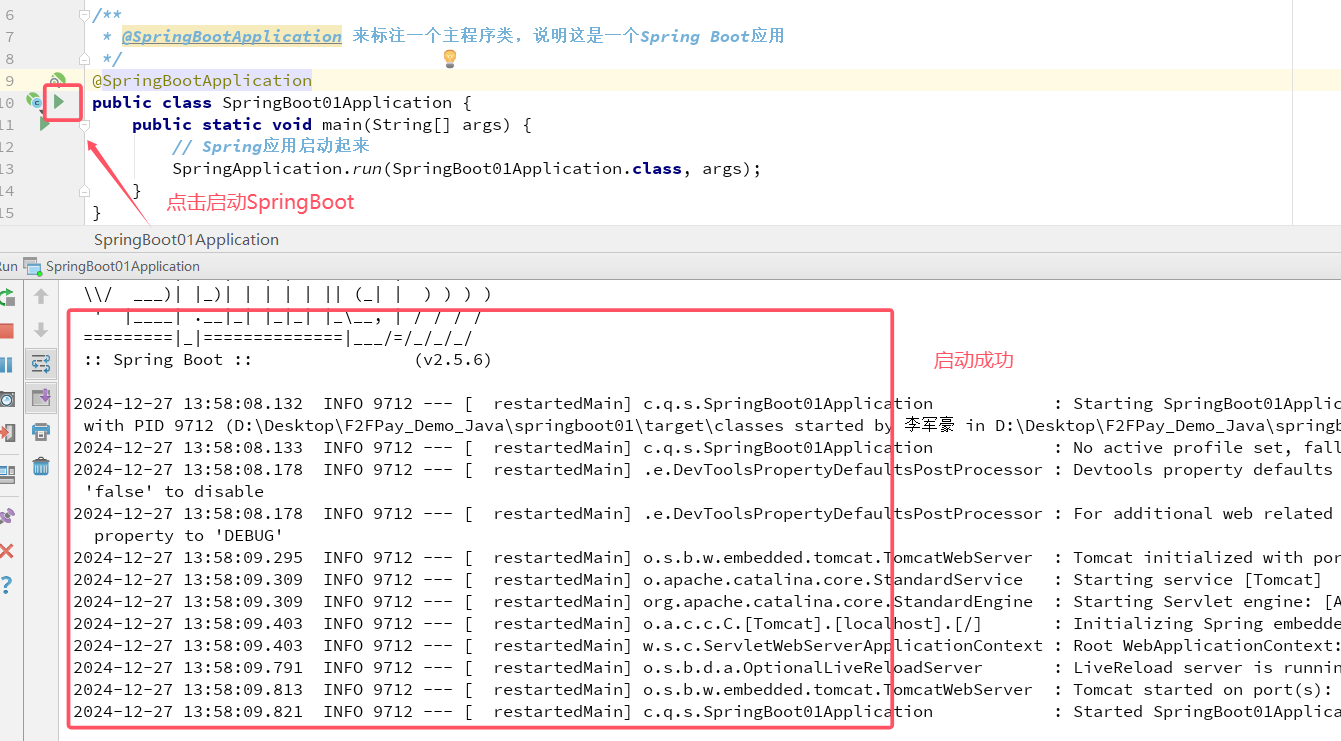 6 /**
7 * @SpringBootApplication 来标注一个主程序类，说明这是一个Spring Boot应用
8 */
9 @SpringBootApplication
10 public class SpringBoot01Application {
11 public static void main(String[] args) {
12 // Spring应用启动起来
13 SpringApplication.run(SpringBoot01Application.class, args);
14 }
点击启动SpringBoot
15 }
SpringBoot01Application
Run SpringBoot01Application
\\/  ___)| |_)| | | | | || (_| |  ) ) ) )
'  |____| .__|_| |_|_| |_\__, | / / / /
=========|_|==============|___/=/_/_/_/
:: Spring Boot ::                (v2.5.6)
启动成功
2024-12-27 13:58:08.132  INFO 9712 --- [  restartedMain] c.q.s.SpringBoot01Application            : Starting SpringBoot01Applic
with PID 9712 (D:\Desktop\F2FPay_Demo_Java\springboot01\target\classes started by 李军豪 in D:\Desktop\F2FPay_Demo_Java\springb
2024-12-27 13:58:08.133  INFO 9712 --- [  restartedMain] c.q.s.SpringBoot01Application            : No active profile set, fall
2024-12-27 13:58:08.178  INFO 9712 --- [  restartedMain] .e.DevToolsPropertyDefaultsPostProcessor : Devtools property defaults
'false' to disable
2024-12-27 13:58:08.178  INFO 9712 --- [  restartedMain] .e.DevToolsPropertyDefaultsPostProcessor : For additional web related
property to 'DEBUG'
2024-12-27 13:58:09.295  INFO 9712 --- [  restartedMain] o.s.b.w.embedded.tomcat.TomcatWebServer  : Tomcat initialized with por
2024-12-27 13:58:09.309  INFO 9712 --- [  restartedMain] o.apache.catalina.core.StandardService   : Starting service [Tomcat]
2024-12-27 13:58:09.309  INFO 9712 --- [  restartedMain] org.apache.catalina.core.StandardEngine  : Starting Servlet engine: [A
2024-12-27 13:58:09.403  INFO 9712 --- [  restartedMain] o.a.c.c.C.[Tomcat].[localhost].[/]       : Initializing Spring embedde
2024-12-27 13:58:09.403  INFO 9712 --- [  restartedMain] w.s.c.ServletWebServerApplicationContext : Root WebApplicationContext:
2024-12-27 13:58:09.791  INFO 9712 --- [  restartedMain] o.s.b.d.a.OptionalLiveReloadServer       : LiveReload server is runnin
2024-12-27 13:58:09.813  INFO 9712 --- [  restartedMain] o.s.b.w.embedded.tomcat.TomcatWebServer  : Tomcat started on port(s):
2024-12-27 13:58:09.821  INFO 9712 --- [  restartedMain] c.q.s.SpringBoot01Application            : Started SpringBoot01Applica